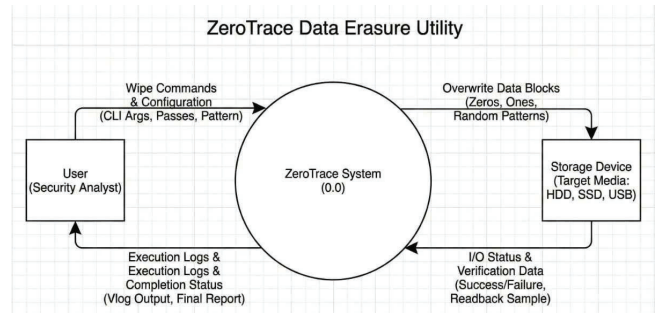 ZeroTrace Data Erasure Utility
Wipe Commands
& Configuration
(CLI Args, Passes, Pattern)
Overwrite Data Blocks
(Zeros, Ones,
Random Patterns)
User
(Security Analyst)
ZeroTrace System
(0.0)
Storage Device
(Target Media:
HDD, SSD, USB)
Execution Logs &
Execution Logs &
Completion Status
(Vlog Output, Final Report)
I/O Status &
Verification Data
(Success/Failure,
Readback Sample)